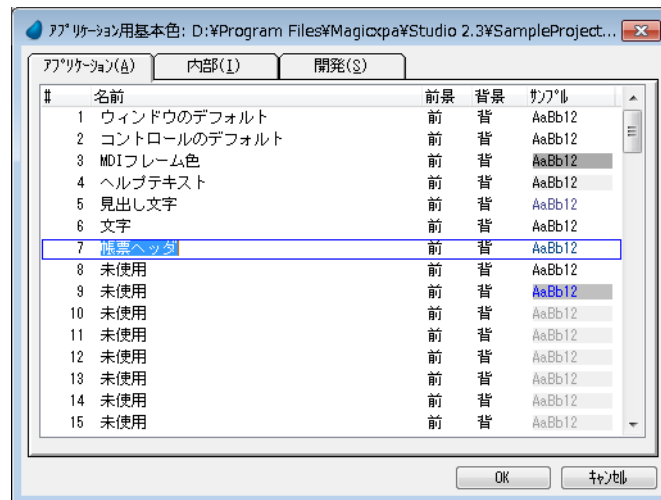 アプリケーション用基本色: D:¥Program Files¥Magicxpa¥Studio 2.3¥SampleProject...
アプリケーション(A) 内部(I) 開発(S)
# 名前 前景 背景 サンプル
1 ウィンドウのデフォルト 前 背 AaBb12
2 コントロールのデフォルト 前 背 AaBb12
3 MDIフレーム色 前 背 AaBb12
4 ヘルプテキスト 前 背 AaBb12
5 見出し文字 前 背 AaBb12
6 文字 前 背 AaBb12
7 帳票ヘッダ 前 背 AaBb12
8 未使用 前 背 AaBb12
9 未使用 前 背 AaBb12
10 未使用 前 背 AaBb12
11 未使用 前 背 AaBb12
12 未使用 前 背 AaBb12
13 未使用 前 背 AaBb12
14 未使用 前 背 AaBb12
15 未使用 前 背 AaBb12
OK キャンセル